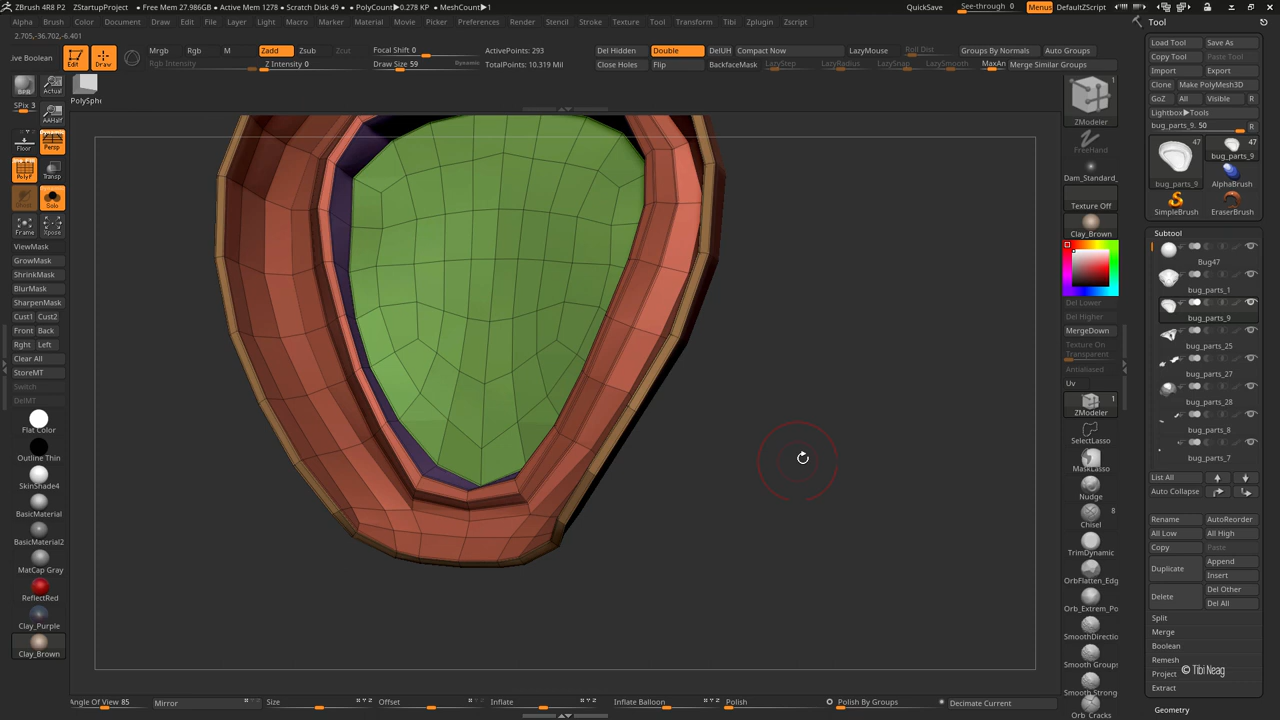 ZBrush 4R8 P2 ZStartupProject • Free Mem 27.986GB • Active Mem 1278 • Scratch Disk 49 • PolyCount▶0.278 KP • MeshCount▶1 QuickSave See-through 0 Menus DefaultZScript
Alpha Brush Color Document Draw Edit File Layer Light Macro Marker Material Movie Picker Preferences Render Stencil Stroke Texture Tool Transform Tibi Zplugin Zscript
2.705,-36.702,-6.401
ive Boolean Edit Draw Mrgb Rgb M Zadd Zsub Zcut Focal Shift 0 ActivePoints: 293 Del Hidden Double DelUH Compact Now LazyMouse Roll Dist Groups By Normals Auto Groups
Rgb Intensity Z Intensity 0 Draw Size 59 Dynamic TotalPoints: 10.319 Mil Close Holes Flip BackfaceMask LazyStep LazyRadius LazySnap LazySmooth MaxAn Merge Similar Groups
BPR Actual PolySphe
SPix 3 AAHalf
Floor Persp
PolyF Transp
Ghost Solo
Frame Xpose
ViewMask
GrowMask
ShrinkMask
BlurMask
SharpenMask
Cust1 Cust2
Front Back
Rght Left
Clear All
StoreMT
Switch
DelMT
Flat Color
Outline Thin
SkinShade4
BasicMaterial
BasicMaterial2
MatCap Gray
ReflectRed
Clay_Purple
Clay_Brown
Angle Of View 85 Mirror Size Offset Inflate Inflate Balloon Polish Polish By Groups Decimate Current
1
ZModeler
FreeHand
Dam_Standard_
Texture Off
Clay_Brown
Del Lower
Del Higher
MergeDown
Texture On
Transparent
Antialiased
Uv
1
ZModeler
SelectLasso
MaskLasso
Nudge
8
Chisel
TrimDynamic
OrbFlatten_Edg
Orb_Extrem_Po
SmoothDirectio
Smooth Groups
Smooth Strong
Orb_Cracks
Tool
Load Tool Save As
Copy Tool Paste Tool
Import Export
Clone Make PolyMesh3D
GoZ All Visible R
Lightbox▶Tools
bug_parts_9. 50 R
47 47
bug_parts_9
bug_parts_9 AlphaBrush
SimpleBrush EraserBrush
Subtool
Bug47
bug_parts_1
bug_parts_9
bug_parts_25
bug_parts_27
bug_parts_28
bug_parts_8
bug_parts_7
List All
Auto Collapse
Rename AutoReorder
All Low All High
Copy Paste
Duplicate Append
Insert
Delete Del Other
Del All
Split
Merge
Boolean
Remesh
Project
© Tibi Neag
Extract
Geometry